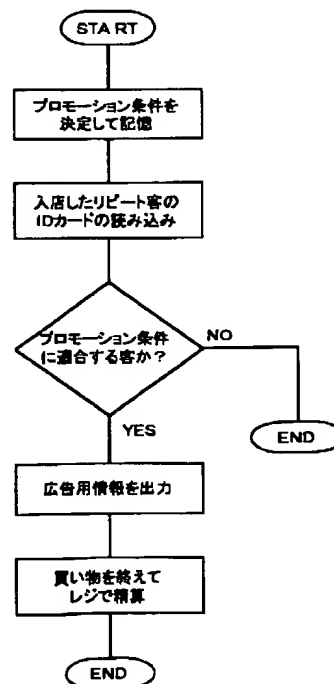 START
プロモーション条件を
決定して記憶
入店したリピート客の
IDカードの読み込み
プロモーション条件
に適合する客か？
NO
YES
END
広告用情報を出力
買い物を終えて
レジで精算
END